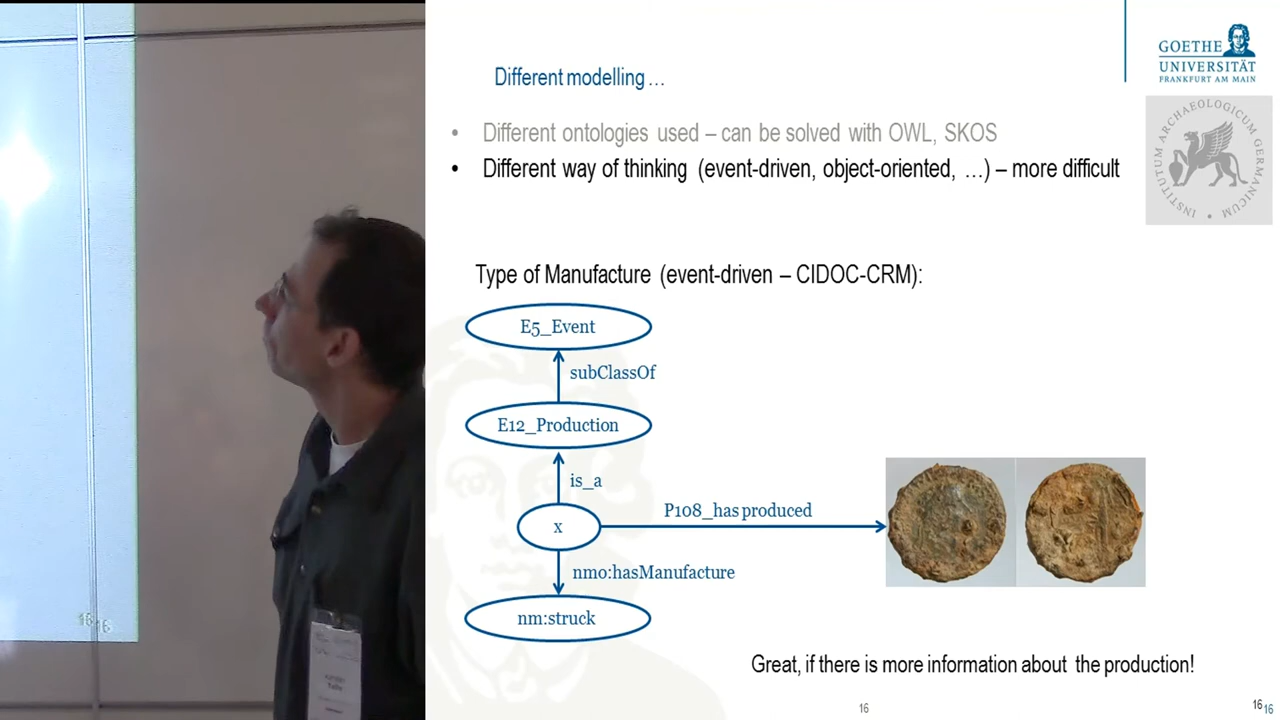 Different modelling …
GOETHE
UNIVERSITÄT
FRANKFURT AM MAIN
• Different ontologies used – can be solved with OWL, SKOS
• Different way of thinking (event-driven, object-oriented, …) – more difficult
INSTITUTUM ARCHAEOLOGICUM GERMANICUM
Type of Manufacture (event-driven – CIDOC-CRM):
E5_Event
subClassOf
E12_Production
is_a
P108_has produced
x
nmo:hasManufacture
nm:struck
Great, if there is more information about the production!
16
16
16
16
16